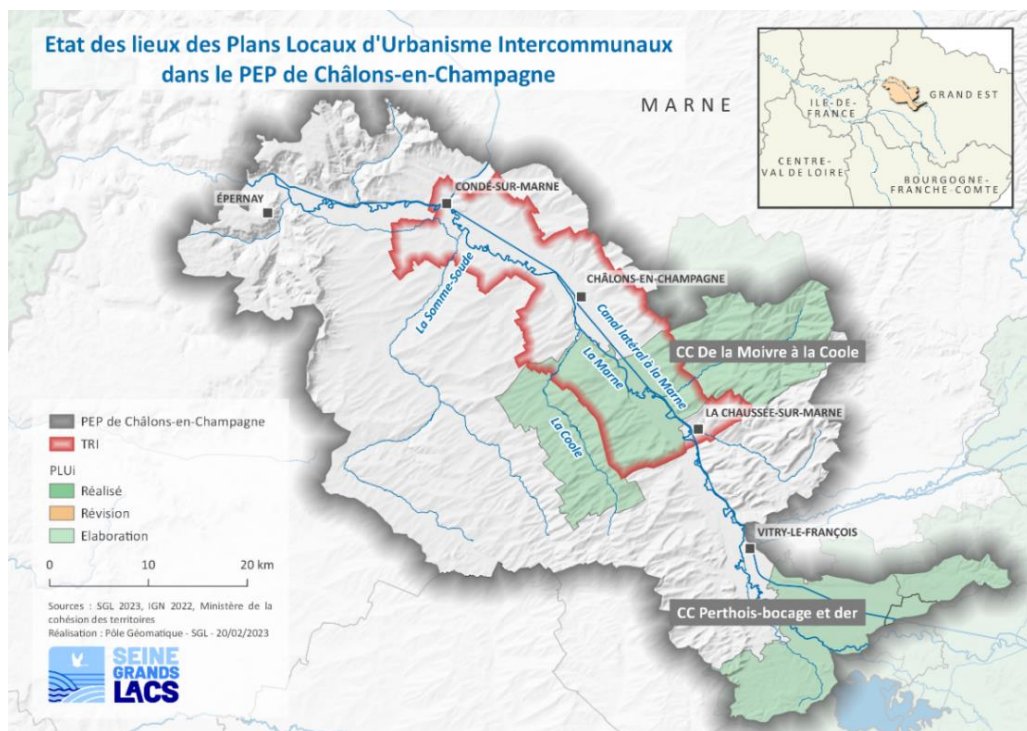 Etat des lieux des Plans Locaux d'Urbanisme Intercommunaux
dans le PEP de Châlons-en-Champagne
MARNE
ILE-DE-
FRANCE
GRAND EST
CENTRE-
VAL DE LOIRE
BOURGOGNE-
FRANCHE-COMTE
ÉPERNAY
CONDÉ-SUR-MARNE
La Somme-Soude
CHÂLONS-EN-CHAMPAGNE
Canal latéral à la Marne
La Marne
CC De la Moivre à la Coole
La Coole
LA CHAUSSÉE-SUR-MARNE
VITRY-LE-FRANÇOIS
CC Perthois-bocage et der
PEP de Châlons-en-Champagne
TRI
PLUi
Réalisé
Révision
Elaboration
0 10 20 km
Sources : SGL 2023, IGN 2022, Ministère de la
cohésion des territoires
Réalisation : Pôle Géomatique - SGL - 20/02/2023
SEINE
GRANDS
LACS